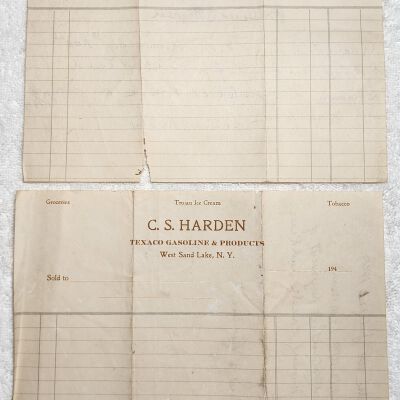 Groceries Trojan Ice Cream Tobacco
C. S. HARDEN
TEXACO GASOLINE & PRODUCTS
West Sand Lake, N. Y.
194
Sold to